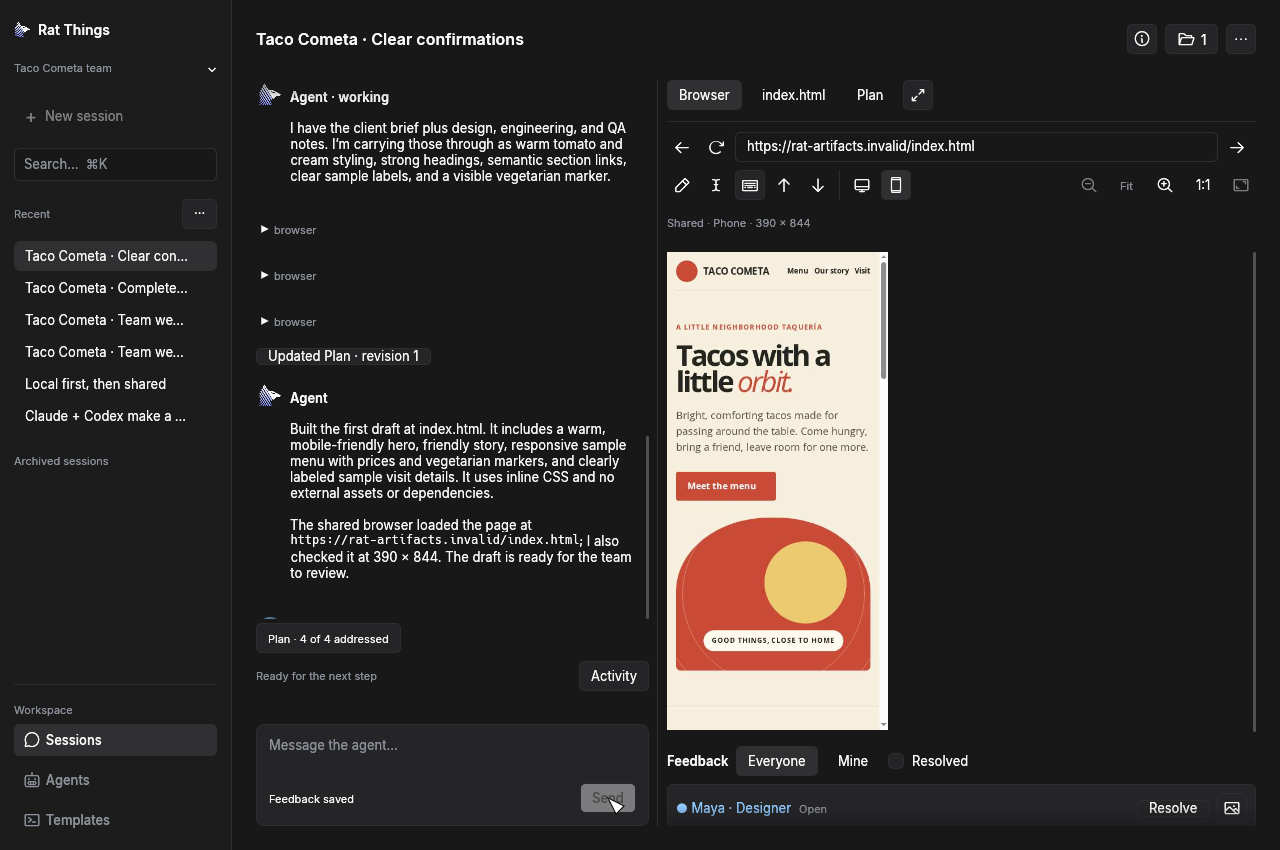 Rat Things
Taco Cometa team
+ New session
Search... ⌘K
Recent
...
Taco Cometa · Clear con...
Taco Cometa · Complete...
Taco Cometa · Team we...
Taco Cometa · Team we...
Local first, then shared
Claude + Codex make a ...
Archived sessions
Workspace
Sessions
Agents
Templates
Taco Cometa · Clear confirmations
1
...
Agent · working
I have the client brief plus design, engineering, and QA
notes. I’m carrying those through as warm tomato and
cream styling, strong headings, semantic section links,
clear sample labels, and a visible vegetarian marker.
browser
browser
browser
Updated Plan · revision 1
Agent
Built the first draft at index.html. It includes a warm,
mobile-friendly hero, friendly story, responsive sample
menu with prices and vegetarian markers, and clearly
labeled sample visit details. It uses inline CSS and no
external assets or dependencies.
The shared browser loaded the page at
https://rat-artifacts.invalid/index.html; I also
checked it at 390 × 844. The draft is ready for the team
to review.
Plan · 4 of 4 addressed
Ready for the next step
Activity
Message the agent...
Feedback saved
Send
Browser
index.html
Plan
https://rat-artifacts.invalid/index.html
Fit
1:1
Shared · Phone · 390 × 844
TACO COMETA
Menu Our story Visit
A LITTLE NEIGHBORHOOD TAQUERÍA
Tacos with a
little orbit.
Bright, comforting tacos made for
passing around the table. Come hungry,
bring a friend, leave room for one more.
Meet the menu
GOOD THINGS, CLOSE TO HOME
Feedback
Everyone
Mine
Resolved
Maya · Designer Open
Resolve